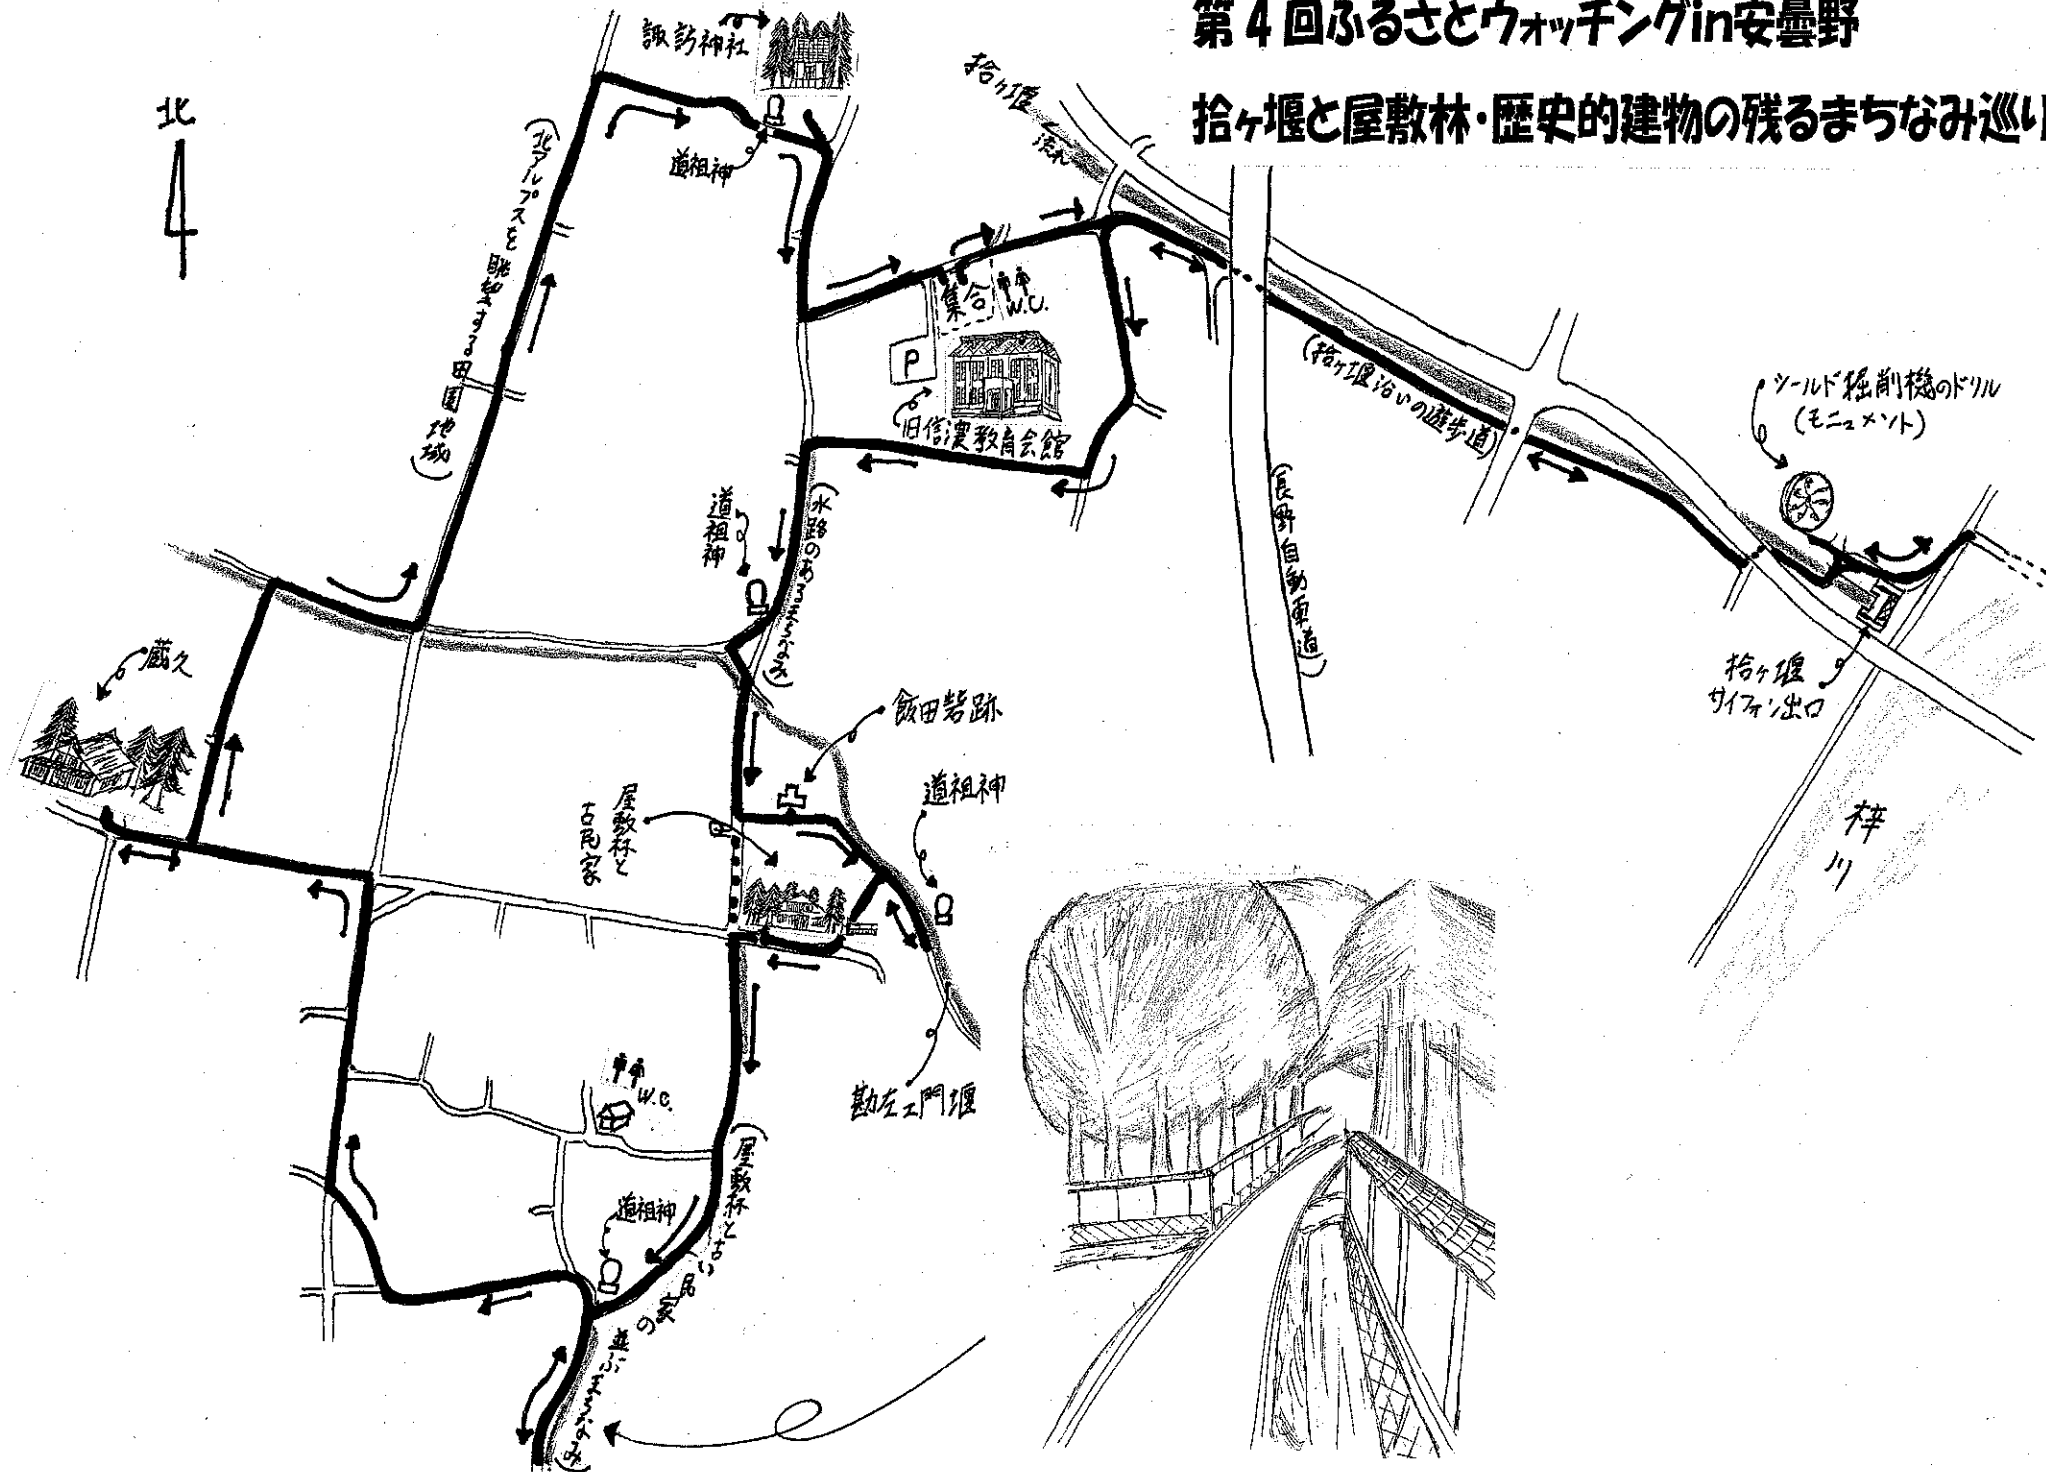 第4回ふるさとウォッチングin安曇野
拾ヶ堰と屋敷林・歴史的建物の残るまちなみ巡り
北
諏訪神社
道祖神
(北アルプスを眺望する田園地域)
拾ヶ堰
流れ
集合
W.C.
P
旧信濃教育会館
(拾ヶ堰沿いの遊歩道)
シールド掘削機のドリル
(モニュメント)
(長野自動車道)
道祖神
(水路のあるまちなみ)
蔵久
飯田砦跡
拾ヶ堰
サイフォン出口
梓川
屋敷林と
古民家
道祖神
勘左エ門堰
W.C.
道祖神
(屋敷林と古い民家の並ぶまちなみ)